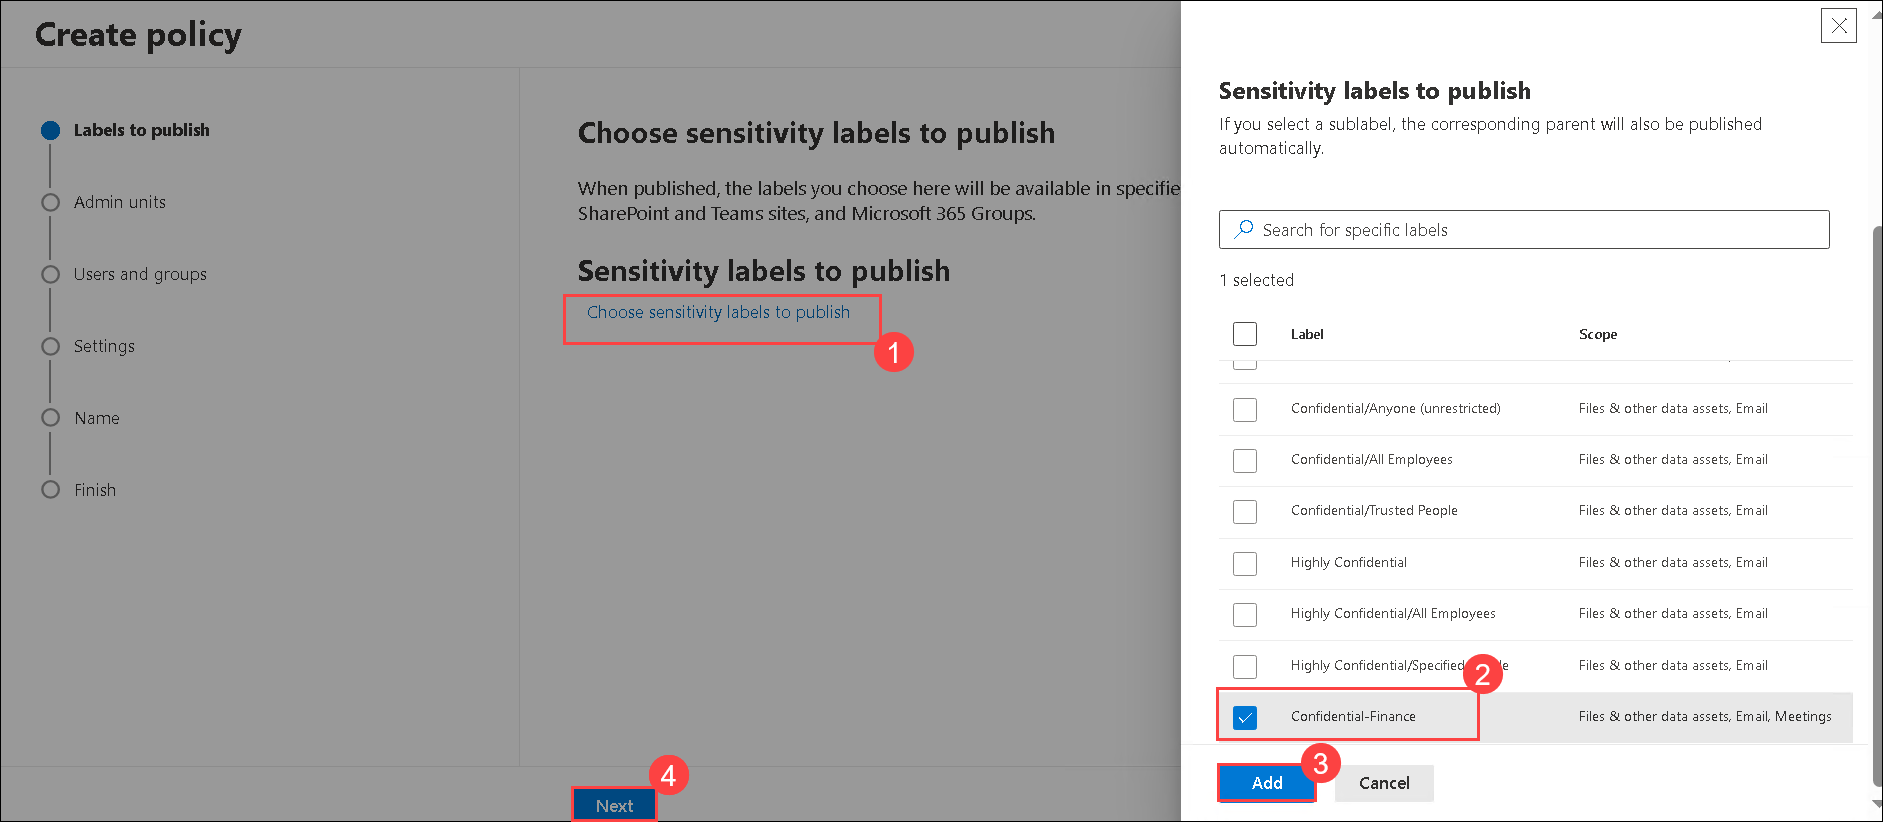 Create policy
Labels to publish
Admin units
Users and groups
Settings
Name
Finish
Choose sensitivity labels to publish
When published, the labels you choose here will be available in specifie
SharePoint and Teams sites, and Microsoft 365 Groups.
Sensitivity labels to publish
Choose sensitivity labels to publish
1
Next
4
Sensitivity labels to publish
If you select a sublabel, the corresponding parent will also be published
automatically.
Search for specific labels
1 selected
Label Scope
Confidential/Anyone (unrestricted) Files & other data assets, Email
Confidential/All Employees Files & other data assets, Email
Confidential/Trusted People Files & other data assets, Email
Highly Confidential Files & other data assets, Email
Highly Confidential/All Employees Files & other data assets, Email
Highly Confidential/Specified Files & other data assets, Email
2
Confidential-Finance Files & other data assets, Email, Meetings
3
Add Cancel